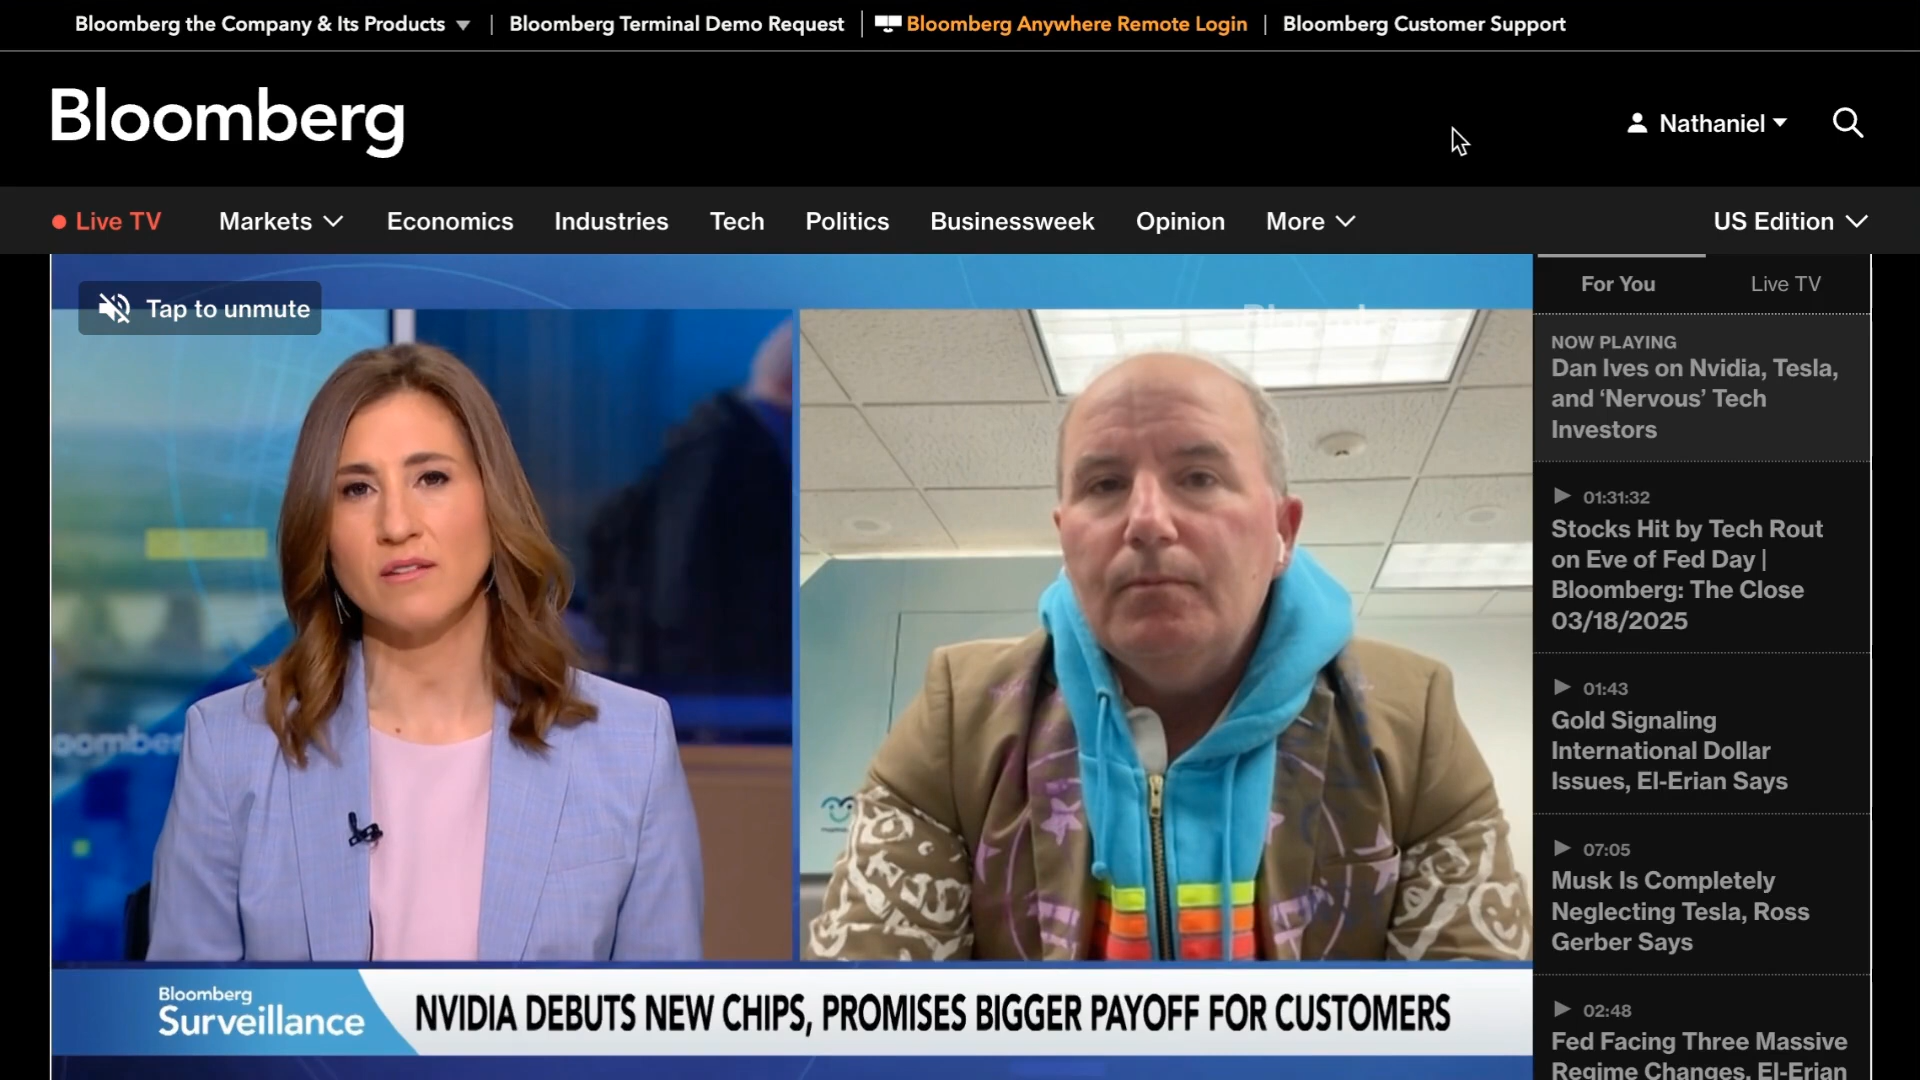 Bloomberg the Company & Its Products
Bloomberg Terminal Demo Request
Bloomberg Anywhere Remote Login
Bloomberg Customer Support
Bloomberg
Nathaniel
Live TV
Markets
Economics
Industries
Tech
Politics
Businessweek
Opinion
More
US Edition
Tap to unmute
For You
Live TV
NOW PLAYING
Dan Ives on Nvidia, Tesla,
and ‘Nervous’ Tech
Investors
01:31:32
Stocks Hit by Tech Rout
on Eve of Fed Day |
Bloomberg: The Close
03/18/2025
01:43
Gold Signaling
International Dollar
Issues, El-Erian Says
07:05
Musk Is Completely
Neglecting Tesla, Ross
Gerber Says
02:48
Fed Facing Three Massive
Regime Changes, El-Erian
Bloomberg
Surveillance
NVIDIA DEBUTS NEW CHIPS, PROMISES BIGGER PAYOFF FOR CUSTOMERS